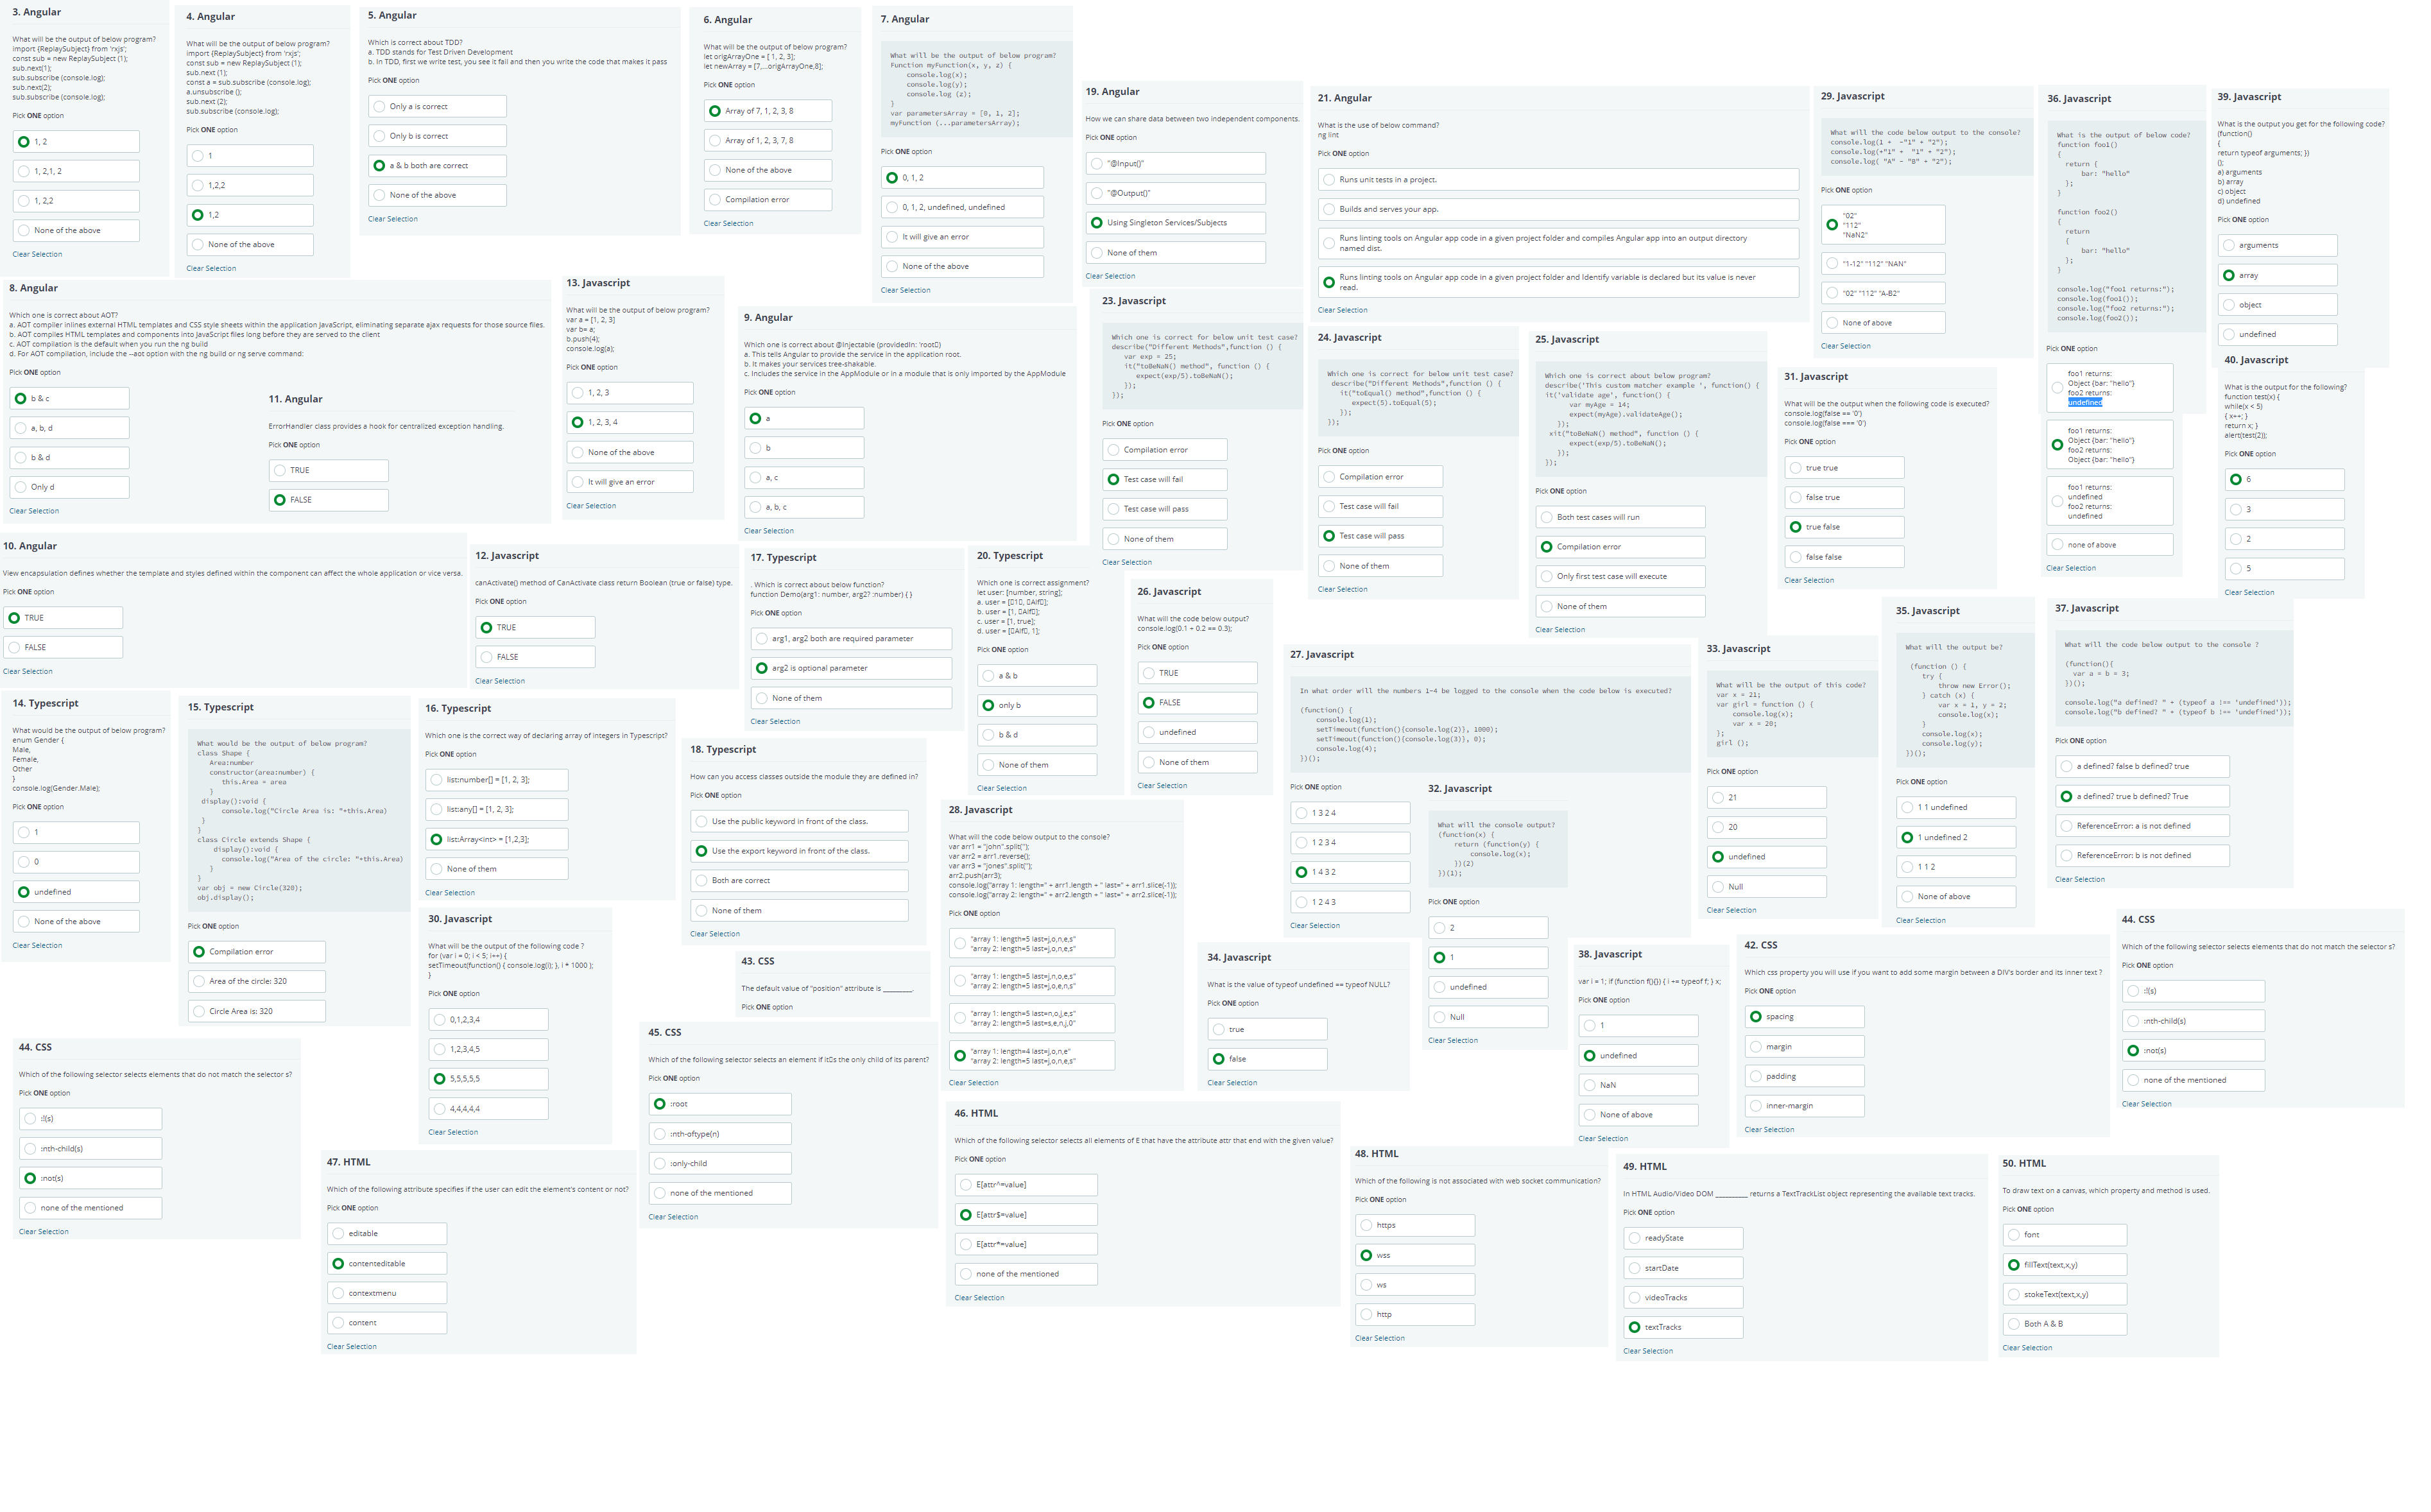 3. Angular
What will be the output of below program?
import {ReplaySubject} from 'rxjs';
const sub = new ReplaySubject (1);
sub.next(1);
sub.subscribe (console.log);
sub.next(2);
sub.subscribe (console.log);
Pick ONE option
1, 2
1, 2,1, 2
1, 2,2
None of the above
Clear Selection
4. Angular
What will be the output of below program?
import {ReplaySubject} from 'rxjs';
const sub = new ReplaySubject (1);
sub.next (1);
const a = sub.subscribe (console.log);
a.unsubscribe ();
sub.next (2);
sub.subscribe (console.log);
Pick ONE option
1
1,2,2
1,2
None of the above
Clear Selection
5. Angular
Which is correct about TDD?
a. TDD stands for Test Driven Development
b. In TDD, first we write test, you see it fail and then you write the code that makes it pass
Pick ONE option
Only a is correct
Only b is correct
a & b both are correct
None of the above
Clear Selection
6. Angular
What will be the output of below program?
let origArrayOne = [ 1, 2, 3];
let newArray = [7,...origArrayOne,8];
Pick ONE option
Array of 7, 1, 2, 3, 8
Array of 1, 2, 3, 7, 8
None of the above
Compilation error
Clear Selection
7. Angular
What will be the output of below program?
Function myFunction(x, y, z) {
console.log(x);
console.log(y);
console.log (z);
}
var parametersArray = [0, 1, 2];
myFunction (...parametersArray);
Pick ONE option
0, 1, 2
0, 1, 2, undefined, undefined
It will give an error
None of the above
Clear Selection
19. Angular
How we can share data between two independent components.
Pick ONE option
"@Input()"
"@Output()"
Using Singleton Services/Subjects
None of them
Clear Selection
21. Angular
What is the use of below command?
ng lint
Pick ONE option
Runs unit tests in a project.
Builds and serves your app.
Runs linting tools on Angular app code in a given project folder and compiles Angular app into an output directory
named dist.
Runs linting tools on Angular app code in a given project folder and Identify variable is declared but its value is never
read.
Clear Selection
29. Javascript
What will the code below output to the console?
console.log(1 + -"1" + "2");
console.log(+"1" + "1" + "2");
console.log( "A" - "B" + "2");
Pick ONE option
"02"
"112"
"NaN2"
"1-12" "112" "NAN"
"02" "112" "A-B2"
None of above
Clear Selection
36. Javascript
What is the output of below code?
function foo1()
{
return {
bar: "hello"
};
}
function foo2()
{
return
{
bar: "hello"
};
}
console.log("foo1 returns:");
console.log(foo1());
console.log("foo2 returns:");
console.log(foo2());
Pick ONE option
foo1 returns:
Object {bar: "hello"}
foo2 returns:
undefined
foo1 returns:
Object {bar: "hello"}
foo2 returns:
Object {bar: "hello"}
foo1 returns:
undefined
foo2 returns:
undefined
none of above
Clear Selection
39. Javascript
What is the output you get for the following code?
(function()
{
return typeof arguments; })
();
a) arguments
b) array
c) object
d) undefined
Pick ONE option
arguments
array
object
undefined
8. Angular
Which one is correct about AOT?
a. AOT compiler inlines external HTML templates and CSS style sheets within the application JavaScript, eliminating separate ajax requests for those source files.
b. AOT compiles HTML templates and components into JavaScript files long before they are served to the client
c. AOT compilation is the default when you run the ng build
d. For AOT compilation, include the --aot option with the ng build or ng serve command:
Pick ONE option
b & c
a, b, d
b & d
Only d
Clear Selection
11. Angular
ErrorHandler class provides a hook for centralized exception handling.
Pick ONE option
TRUE
FALSE
13. Javascript
What will be the output of below program?
var a = [1, 2, 3]
var b= a;
b.push(4);
console.log(a);
Pick ONE option
1, 2, 3
1, 2, 3, 4
None of the above
It will give an error
Clear Selection
9. Angular
Which one is correct about @Injectable (providedIn: 'root□)
a. This tells Angular to provide the service in the application root.
b. It makes your services tree-shakable.
c. Includes the service in the AppModule or in a module that is only imported by the AppModule
Pick ONE option
a
b
a, c
a, b, c
Clear Selection
23. Javascript
Which one is correct for below unit test case?
describe("Different Methods",function () {
var exp = 25;
it("toBeNaN() method", function () {
expect(exp/5).toBeNaN();
});
});
Pick ONE option
Compilation error
Test case will fail
Test case will pass
None of them
Clear Selection
24. Javascript
Which one is correct for below unit test case?
describe("Different Methods",function () {
it("toEqual() method",function () {
expect(5).toEqual(5);
});
});
Pick ONE option
Compilation error
Test case will fail
Test case will pass
None of them
Clear Selection
25. Javascript
Which one is correct about below program?
describe('This custom matcher example ', function() {
it('validate age', function() {
var myAge = 14;
expect(myAge).validateAge();
});
xit("toBeNaN() method", function () {
expect(exp/5).toBeNaN();
});
});
Pick ONE option
Both test cases will run
Compilation error
Only first test case will execute
None of them
Clear Selection
31. Javascript
What will be the output when the following code is executed?
console.log(false == '0')
console.log(false === '0')
Pick ONE option
true true
false true
true false
false false
Clear Selection
40. Javascript
What is the output for the following?
function test(x) {
while(x < 5)
{ x++; }
return x; }
alert(test(2));
Pick ONE option
6
3
2
5
Clear Selection
10. Angular
View encapsulation defines whether the template and styles defined within the component can affect the whole application or vice versa.
Pick ONE option
TRUE
FALSE
Clear Selection
12. Javascript
canActivate() method of CanActivate class return Boolean (true or false) type.
Pick ONE option
TRUE
FALSE
Clear Selection
17. Typescript
. Which is correct about below function?
function Demo(arg1: number, arg2? :number) { }
Pick ONE option
arg1, arg2 both are required parameter
arg2 is optional parameter
None of them
Clear Selection
20. Typescript
Which one is correct assignment?
let user: [number, string];
a. user = [□1□, □Alf□];
b. user = [1, □Alf□];
c. user = [1, true];
d. user = [□Alf□, 1];
Pick ONE option
a & b
only b
b & d
None of them
Clear Selection
26. Javascript
What will the code below output?
console.log(0.1 + 0.2 == 0.3);
Pick ONE option
TRUE
FALSE
undefined
None of them
Clear Selection
27. Javascript
In what order will the numbers 1-4 be logged to the console when the code below is executed?
(function() {
console.log(1);
setTimeout(function(){console.log(2)}, 1000);
setTimeout(function(){console.log(3)}, 0);
console.log(4);
})();
Pick ONE option
1 3 2 4
1 2 3 4
1 4 3 2
1 2 4 3
Clear Selection
33. Javascript
What will be the output of this code?
var x = 21;
var girl = function () {
console.log(x);
var x = 20;
};
girl ();
Pick ONE option
21
20
undefined
Null
Clear Selection
35. Javascript
What will the output be?
(function () {
try {
throw new Error();
} catch (x) {
var x = 1, y = 2;
console.log(x);
}
console.log(x);
console.log(y);
})();
Pick ONE option
1 1 undefined
1 undefined 2
1 1 2
None of above
Clear Selection
37. Javascript
What will the code below output to the console ?
(function(){
var a = b = 3;
})();
console.log("a defined? " + (typeof a !== 'undefined'));
console.log("b defined? " + (typeof b !== 'undefined'));
Pick ONE option
a defined? false b defined? true
a defined? true b defined? True
ReferenceError: a is not defined
ReferenceError: b is not defined
Clear Selection
14. Typescript
What would be the output of below program?
enum Gender {
Male,
Female,
Other
}
console.log(Gender.Male);
Pick ONE option
1
0
undefined
None of the above
Clear Selection
15. Typescript
What would be the output of below program?
class Shape {
Area:number
constructor(area:number) {
this.Area = area
}
display():void {
console.log("Circle Area is: "+this.Area)
}
}
class Circle extends Shape {
display():void {
console.log("Area of the circle: "+this.Area)
}
}
var obj = new Circle(320);
obj.display();
Pick ONE option
Compilation error
Area of the circle: 320
Circle Area is: 320
16. Typescript
Which one is the correct way of declaring array of integers in Typescript?
Pick ONE option
list:number[] = [1, 2, 3];
list:any[] = [1, 2, 3];
list:Array<int> = [1,2,3];
None of them
Clear Selection
18. Typescript
How can you access classes outside the module they are defined in?
Pick ONE option
Use the public keyword in front of the class.
Use the export keyword in front of the class.
Both are correct
None of them
Clear Selection
28. Javascript
What will the code below output to the console?
var arr1 = "john".split('');
var arr2 = arr1.reverse();
var arr3 = "jones".split('');
arr2.push(arr3);
console.log("array 1: length=" + arr1.length + " last=" + arr1.slice(-1));
console.log("array 2: length=" + arr2.length + " last=" + arr2.slice(-1));
Pick ONE option
"array 1: length=5 last=j,o,n,e,s"
"array 2: length=5 last=j,o,n,e,s"
"array 1: length=5 last=j,n,o,e,s"
"array 2: length=5 last=j,o,e,n,s"
"array 1: length=5 last=n,o,j,e,s"
"array 2: length=5 last=s,e,n,j,0"
"array 1: length=4 last=j,o,n,e"
"array 2: length=5 last=j,o,n,e,s"
Clear Selection
32. Javascript
What will the console output?
(function(x) {
return (function(y) {
console.log(x);
})(2)
})(1);
Pick ONE option
2
1
undefined
Null
Clear Selection
30. Javascript
What will be the output of the following code ?
for (var i = 0; i < 5; i++) {
setTimeout(function() { console.log(i); }, i * 1000 );
}
Pick ONE option
0,1,2,3,4
1,2,3,4,5
5,5,5,5,5
4,4,4,4,4
Clear Selection
43. CSS
The default value of "position" attribute is ________.
Pick ONE option
34. Javascript
What is the value of typeof undefined == typeof NULL?
Pick ONE option
true
false
Clear Selection
38. Javascript
var i = 1; if (function f(){}) { i += typeof f; } x;
Pick ONE option
1
undefined
NaN
None of above
Clear Selection
42. CSS
Which css property you will use if you want to add some margin between a DIV's border and its inner text ?
Pick ONE option
spacing
margin
padding
inner-margin
Clear Selection
44. CSS
Which of the following selector selects elements that do not match the selector s?
Pick ONE option
:!(s)
:nth-child(s)
:not(s)
none of the mentioned
Clear Selection
44. CSS
Which of the following selector selects elements that do not match the selector s?
Pick ONE option
:!(s)
:nth-child(s)
:not(s)
none of the mentioned
Clear Selection
45. CSS
Which of the following selector selects an element if it□s the only child of its parent?
Pick ONE option
:root
:nth-oftype(n)
:only-child
none of the mentioned
Clear Selection
46. HTML
Which of the following selector selects all elements of E that have the attribute attr that end with the given value?
Pick ONE option
E[attr^=value]
E[attr$=value]
E[attr*=value]
none of the mentioned
Clear Selection
47. HTML
Which of the following attribute specifies if the user can edit the element's content or not?
Pick ONE option
editable
contenteditable
contextmenu
content
Clear Selection
48. HTML
Which of the following is not associated with web socket communication?
Pick ONE option
https
wss
ws
http
Clear Selection
49. HTML
In HTML Audio/Video DOM ________ returns a TextTrackList object representing the available text tracks.
Pick ONE option
readyState
startDate
videoTracks
textTracks
Clear Selection
50. HTML
To draw text on a canvas, which property and method is used.
Pick ONE option
font
fillText(text,x,y)
stokeText(text,x,y)
Both A & B
Clear Selection